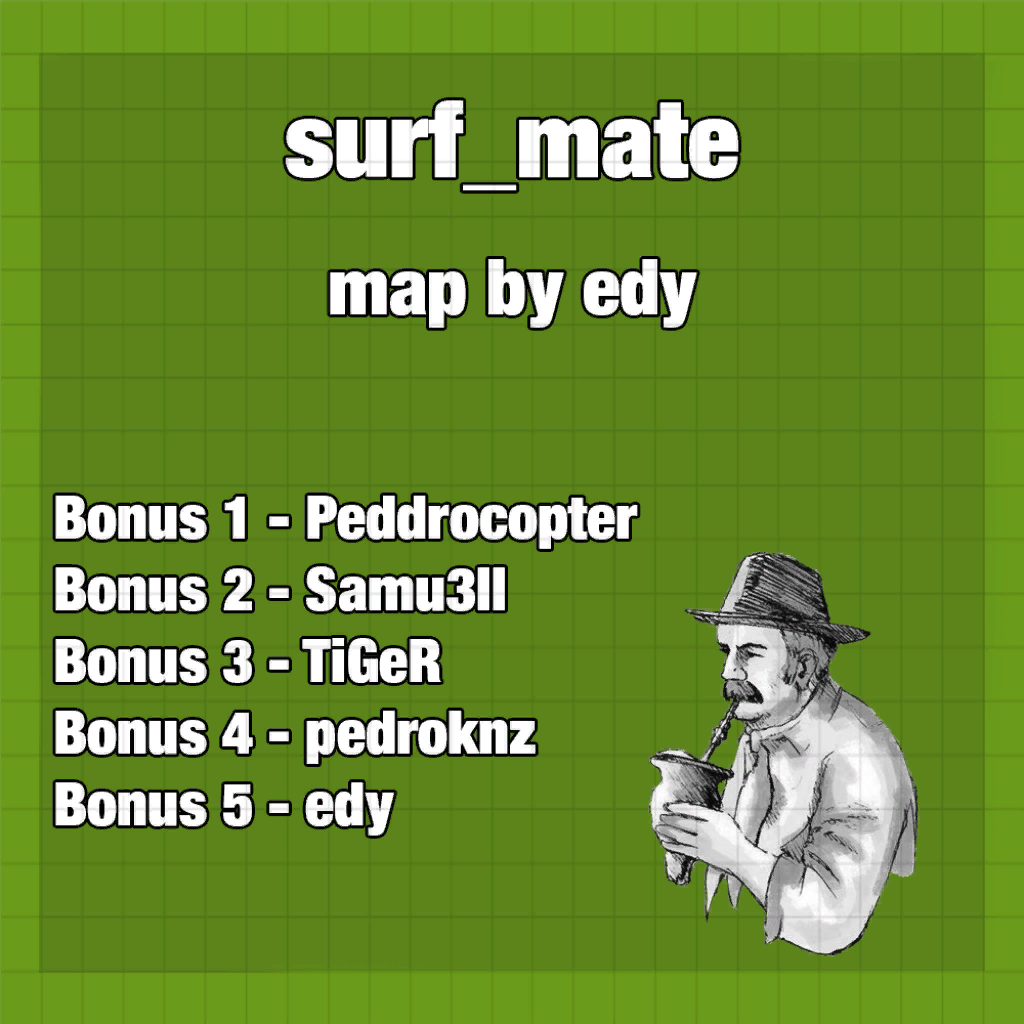 surf_mate
map by edy
Bonus 1 - Peddrocopter
Bonus 2 - Samu3ll
Bonus 3 - TiGeR
Bonus 4 - pedroknz
Bonus 5 - edy